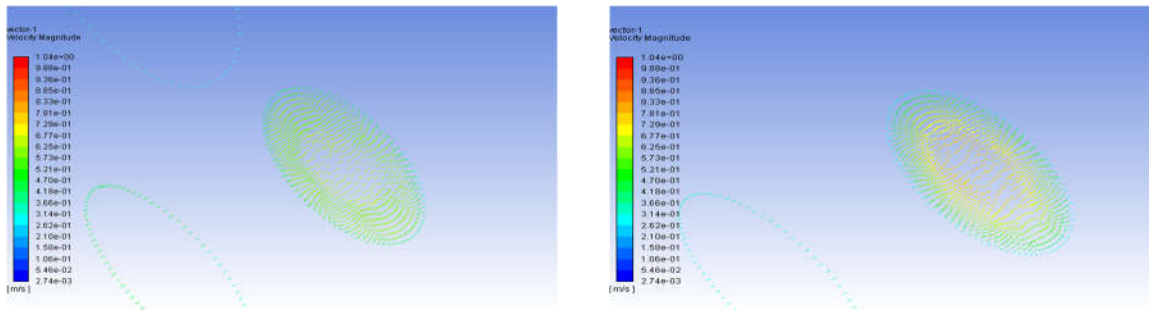 vector-1
Velocity Magnitude
1.04e+00
9.88e-01
9.36e-01
8.85e-01
8.33e-01
7.81e-01
7.29e-01
6.77e-01
6.25e-01
5.73e-01
5.21e-01
4.70e-01
4.18e-01
3.66e-01
3.14e-01
2.62e-01
2.10e-01
1.58e-01
1.06e-01
5.46e-02
2.74e-03
[m/s]
vector-1
Velocity Magnitude
1.04e+00
9.88e-01
9.36e-01
8.85e-01
8.33e-01
7.81e-01
7.29e-01
6.77e-01
6.25e-01
5.73e-01
5.21e-01
4.70e-01
4.18e-01
3.66e-01
3.14e-01
2.62e-01
2.10e-01
1.58e-01
1.06e-01
5.46e-02
2.74e-03
[m/s]